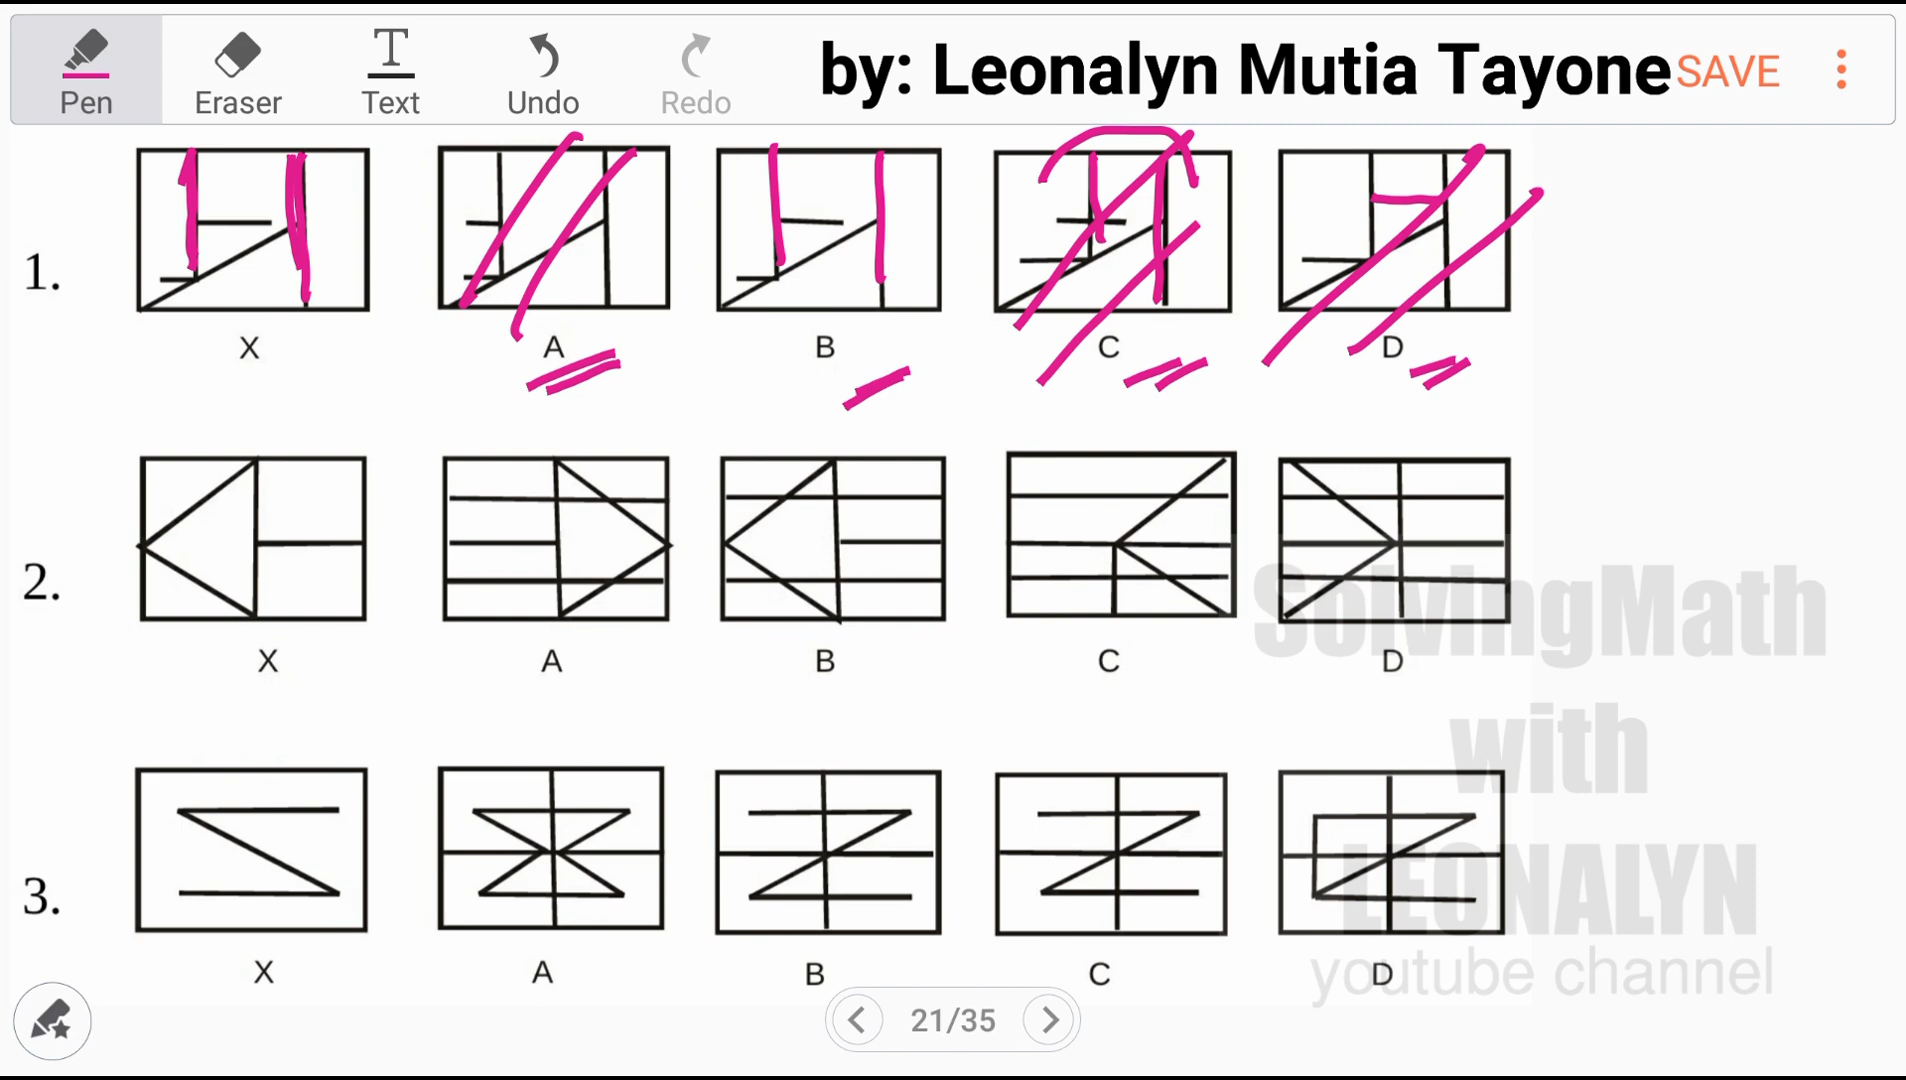 by: Leonalyn Mutia Tayone
SAVE
Pen
Eraser
Text
Undo
Redo
1.
X
A
B
C
D
2.
X
A
B
C
D
SolvingMath
with
3.
LEONALYN
X
A
B
C
D
youtube channel
21/35